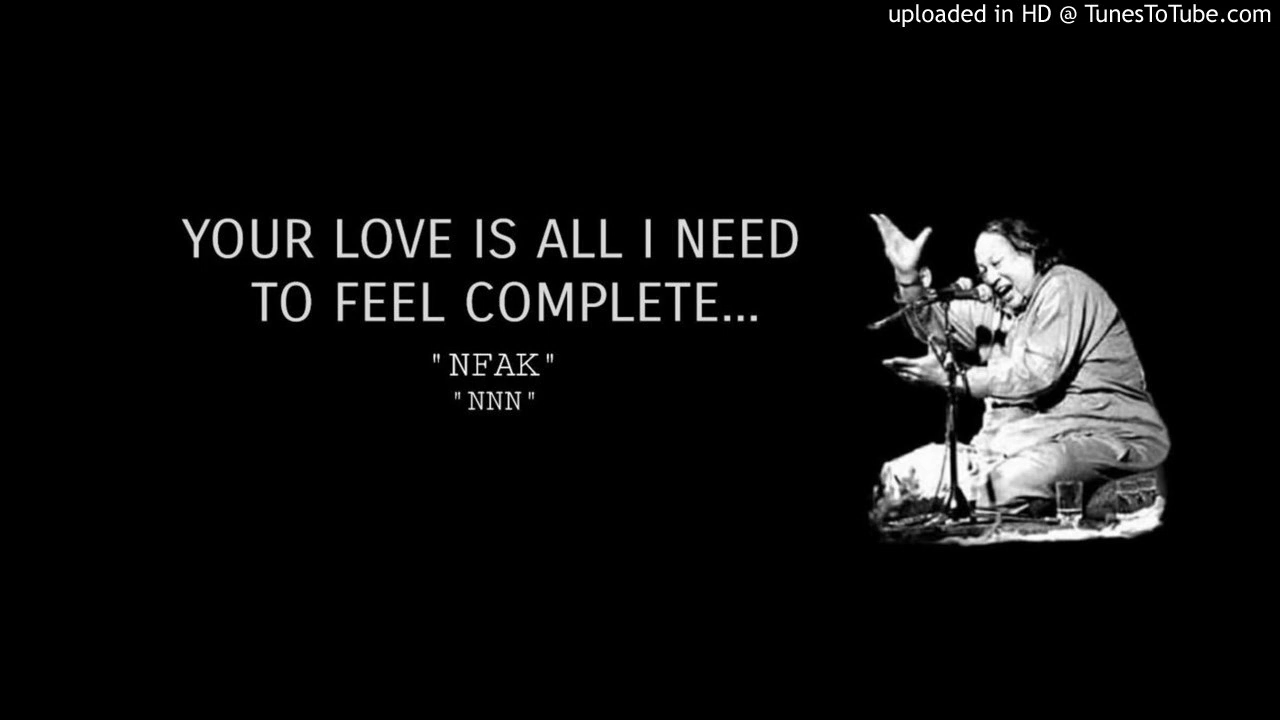 uploaded in HD @ TunesToTube.com
YOUR LOVE IS ALL I NEED
TO FEEL COMPLETE...
"NFAK"
"NNN"